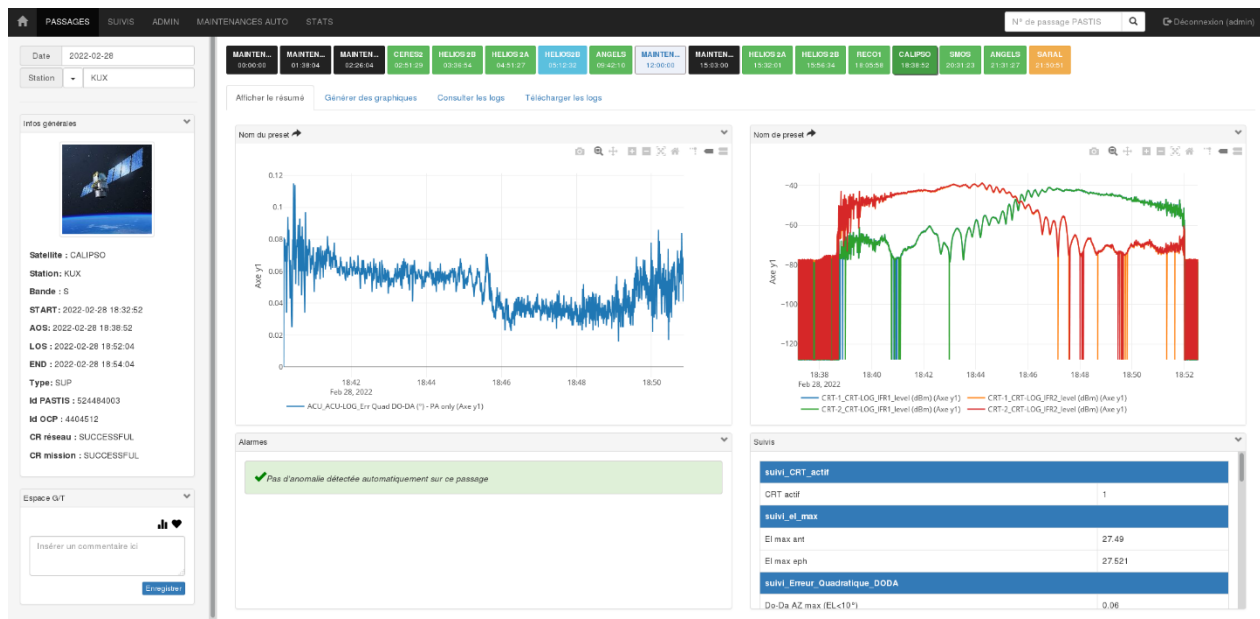 PASSAGES SUIVIS ADMIN MAINTENANCES AUTO STATS N° de passage PASTIS Déconnexion (admin)
Date 2022-02-28
Station KUX
MAINTEN... MAINTEN... MAINTEN... CERES2 HELIOS 2B HELIOS 2A HELIOS2B ANGELS MAINTEN... MAINTEN... HELIOS 2A HELIOS 2B RECO1 CALIPSO SMOS ANGELS SARAL
00:00:00 01:38:04 02:26:04 02:51:29 03:36:54 04:51:27 05:12:32 09:42:10 12:00:00 15:03:00 15:32:01 15:56:34 18:05:58 18:38:52 20:31:23 21:31:27 21:50:51
Afficher le résumé Générer des graphiques Consulter les logs Télécharger les logs
Infos générales
Satellite : CALIPSO
Station: KUX
Bande : S
START: 2022-02-28 18:32:52
AOS: 2022-02-28 18:38:52
LOS : 2022-02-28 18:52:04
END : 2022-02-28 18:54:04
Type: SUP
Id PASTIS : 524484003
Id OCP : 4404512
CR réseau : SUCCESSFUL
CR mission : SUCCESSFUL
Espace G/T
Insérer un commentaire ici
Enregistrer
Nom du preset
0.12
0.1
0.08
0.06
0.04
0.02
0
Axe y1
18:42 18:44 18:46 18:48 18:50
Feb 28, 2022
ACU_ACU-LOG_Err Quad DO-DA (°) - PA only (Axe y1)
Nom de preset
−40
−60
−80
−100
−120
Axe y1
18:38 18:40 18:42 18:44 18:46 18:48 18:50 18:52
Feb 28, 2022
CRT-1_CRT-LOG_IFR1_level (dBm) (Axe y1) CRT-1_CRT-LOG_IFR2_level (dBm) (Axe y1)
CRT-2_CRT-LOG_IFR1_level (dBm) (Axe y1) CRT-2_CRT-LOG_IFR2_level (dBm) (Axe y1)
Alarmes
Pas d'anomalie détectée automatiquement sur ce passage
Suivis
suivi_CRT_actif
CRT actif 1
suivi_el_max
El max ant 27.49
El max eph 27.521
suivi_Erreur_Quadratique_DODA
Do-Da AZ max (EL<10°) 0.06